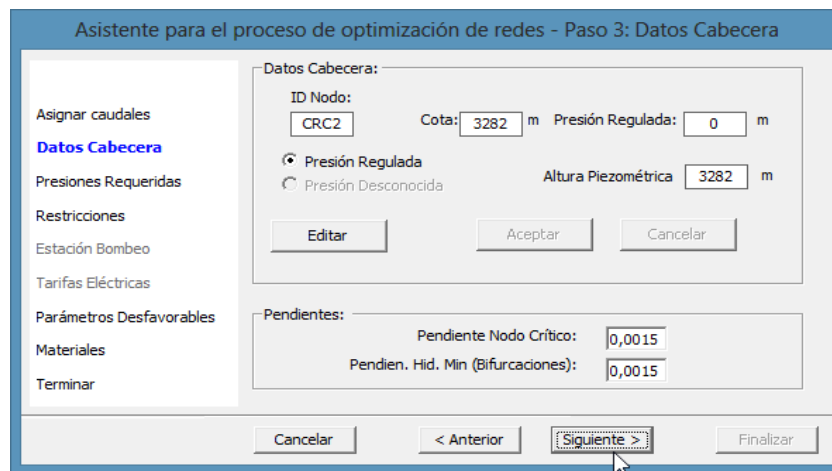 Asistente para el proceso de optimización de redes - Paso 3: Datos Cabecera
Asignar caudales
Datos Cabecera
Presiones Requeridas
Restricciones
Estación Bombeo
Tarifas Eléctricas
Parámetros Desfavorables
Materiales
Terminar
Datos Cabecera:
ID Nodo:
CRC2 Cota: 3282 m Presión Regulada: 0 m
Presión Regulada
Presión Desconocida
Altura Piezométrica 3282 m
Editar Aceptar Cancelar
Pendientes:
Pendiente Nodo Crítico: 0,0015
Pendien. Hid. Min (Bifurcaciones): 0,0015
Cancelar < Anterior Siguiente > Finalizar